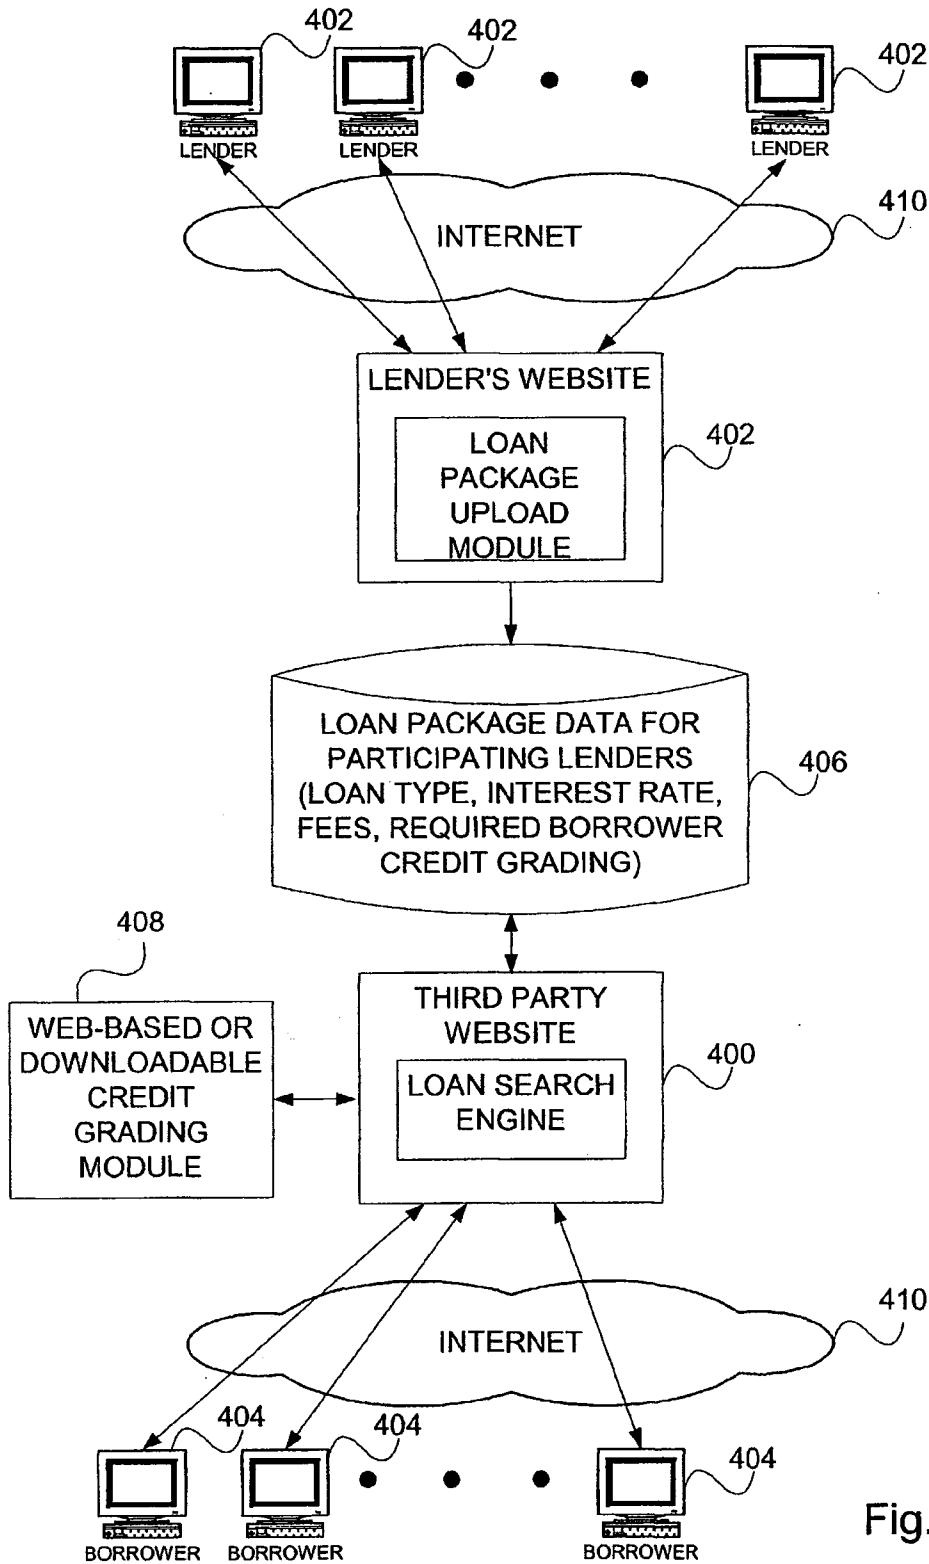 402
402
402
LENDER
LENDER
LENDER
410
INTERNET
LENDER'S WEBSITE
402
LOAN
PACKAGE
UPLOAD
MODULE
LOAN PACKAGE DATA FOR
PARTICIPATING LENDERS
(LOAN TYPE, INTEREST RATE,
FEES, REQUIRED BORROWER
CREDIT GRADING)
406
408
WEB-BASED OR
DOWNLOADABLE
CREDIT
GRADING
MODULE
THIRD PARTY
WEBSITE
400
LOAN SEARCH
ENGINE
410
INTERNET
404
404
404
BORROWER
BORROWER
BORROWER
Fig.